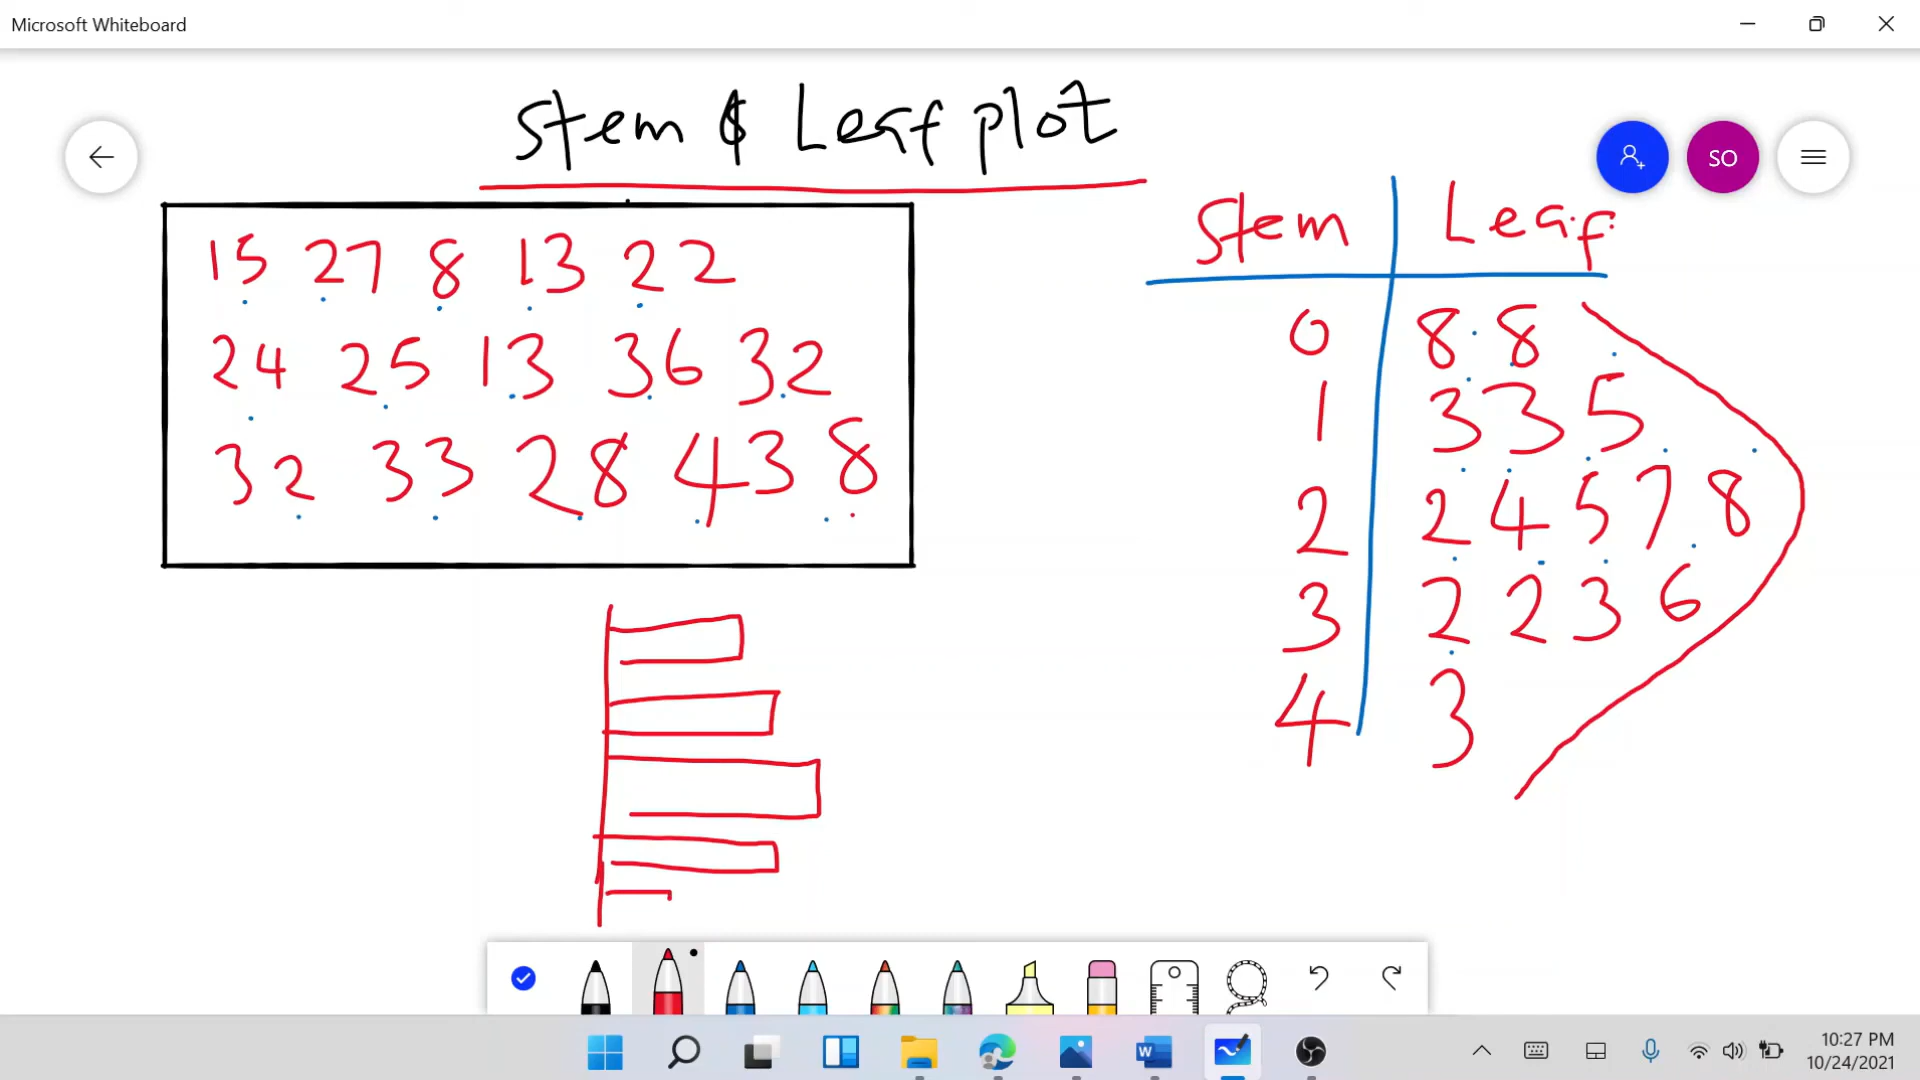 Microsoft Whiteboard
Stem & Leaf plot
SO
15 27 8 13 22
24 25 13 36 32
32 33 28 43 8
Stem Leaf
0 8 8
1 3 3 5
2 2 4 5 7 8
3 2 2 3 6
4 3
10:27 PM
10/24/2021